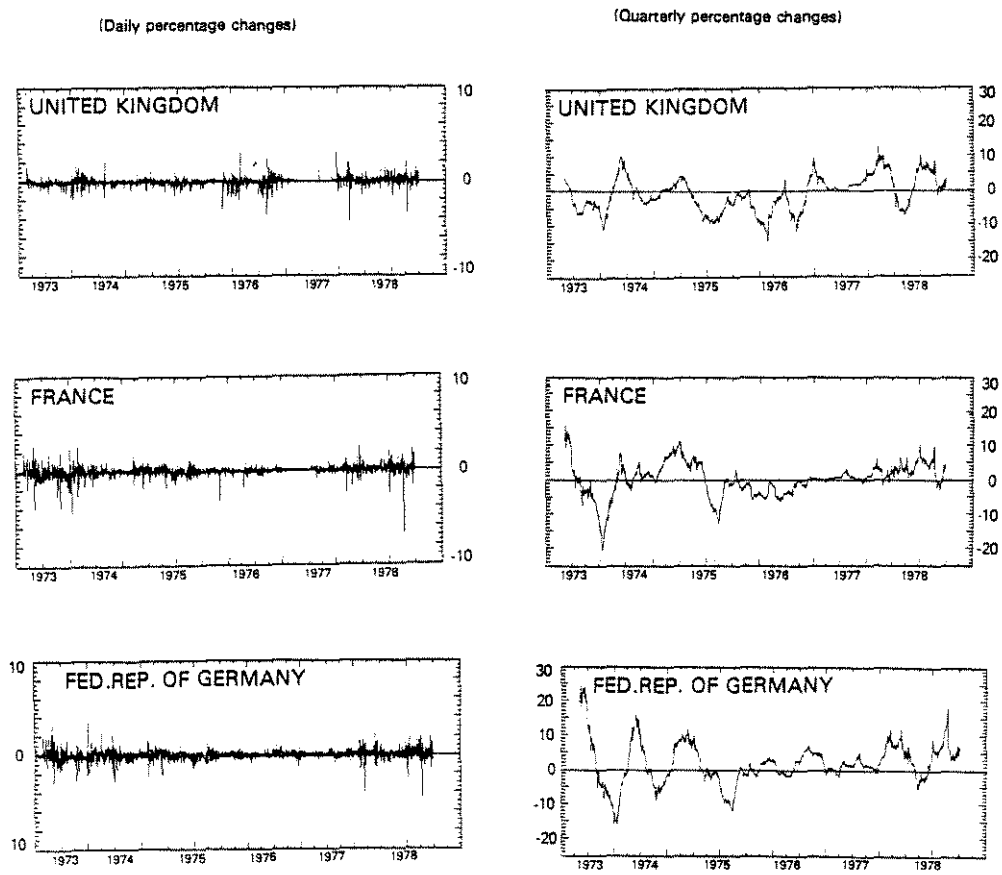 (Daily percentage changes)
(Quarterly percentage changes)
UNITED KINGDOM
10
0
-10
1973 1974 1975 1976 1977 1978
UNITED KINGDOM
30
20
10
0
-10
-20
1973 1974 1975 1976 1977 1978
FRANCE
10
0
-10
1973 1974 1975 1976 1977 1978
FRANCE
30
20
10
0
-10
-20
1973 1974 1975 1976 1977 1978
FED.REP. OF GERMANY
10
0
10
1973 1974 1975 1976 1977 1978
FED.REP. OF GERMANY
30
20
10
0
-10
-20
1973 1974 1975 1976 1977 1978